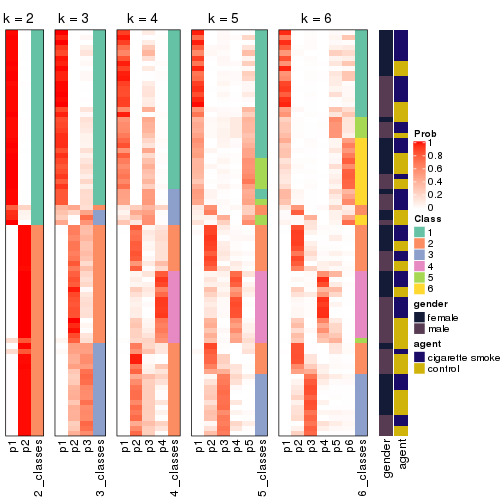 k = 2 k = 3 k = 4 k = 5 k = 6
Prob
1
0.8
0.6
0.4
0.2
0
Class
1
2
3
4
5
6
gender
female
male
agent
cigarette smoke
control
p1 p2 2_classes p1 p2 p3 3_classes p1 p2 p3 p4 4_classes p1 p2 p3 p4 p5 5_classes p1 p2 p3 p4 p5 p6 6_classes gender agent